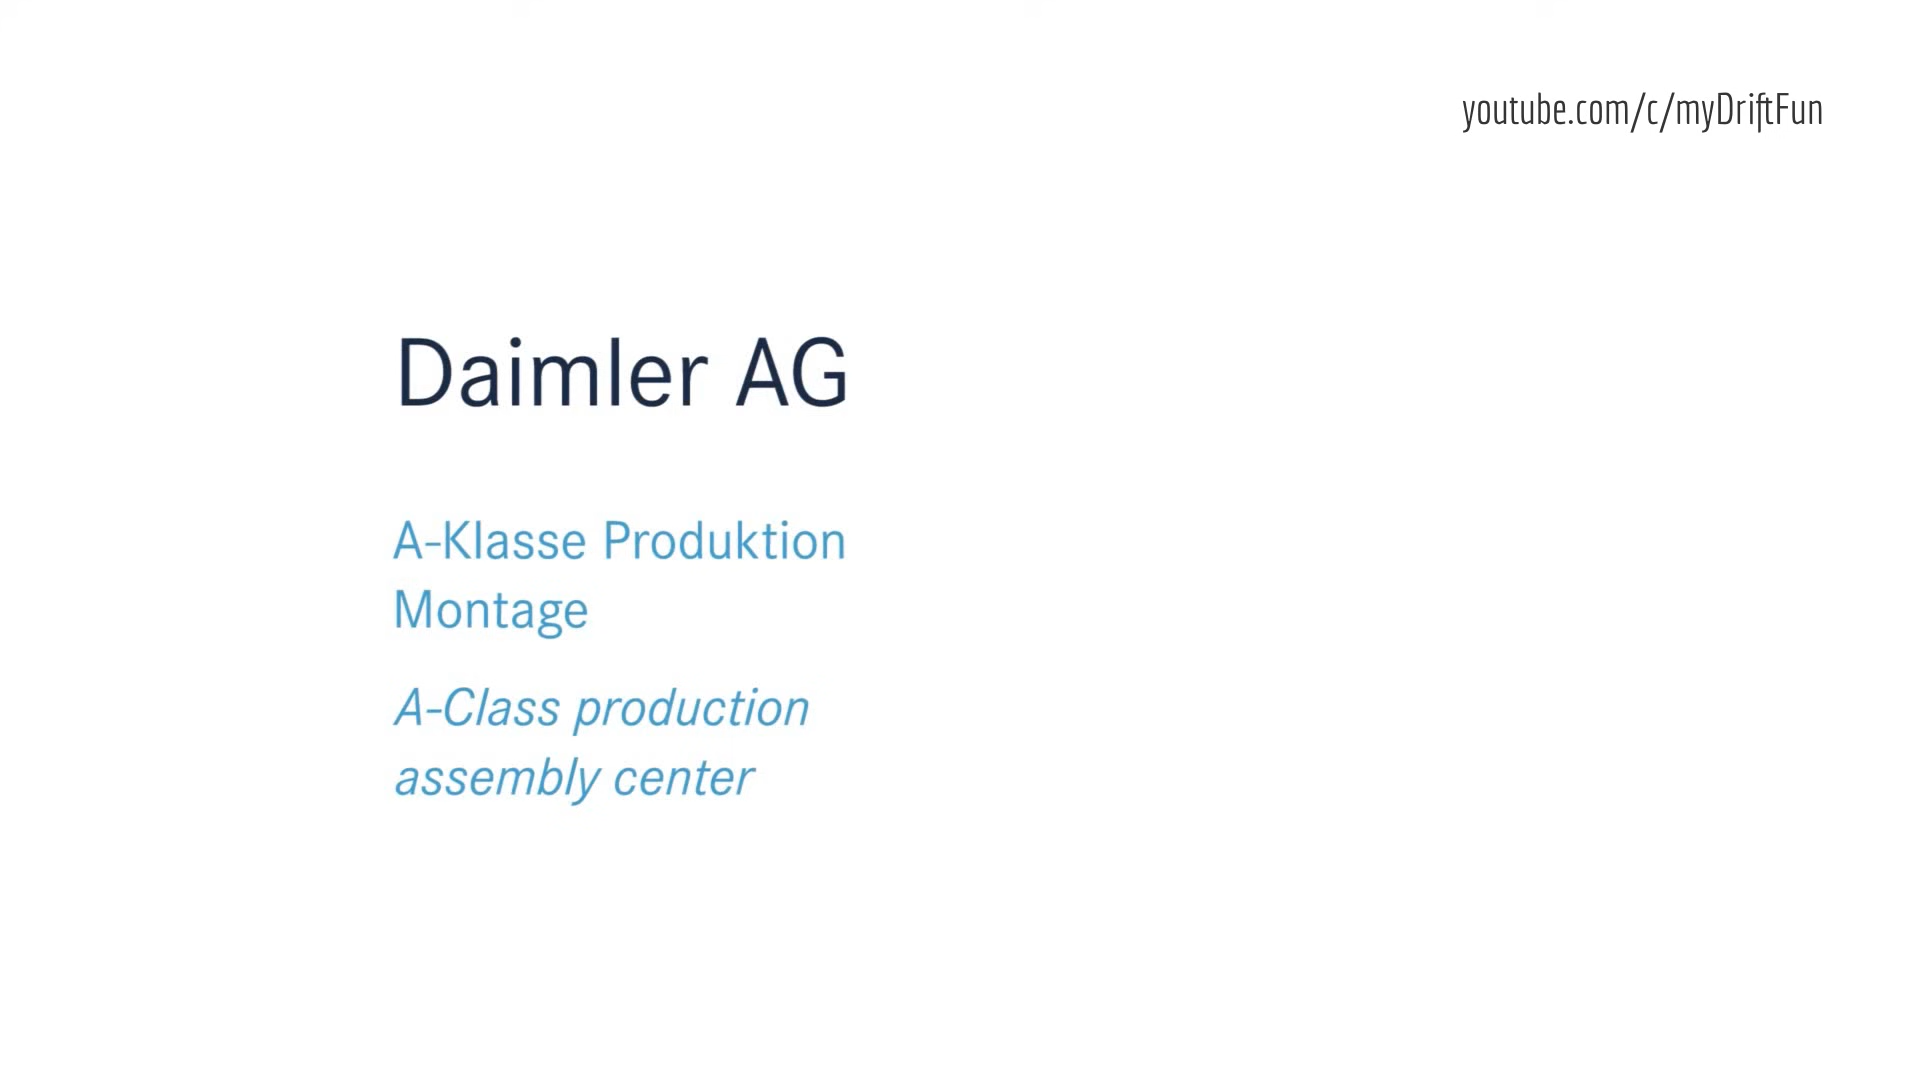 youtube.com/c/myDriftFun
Daimler AG
A-Klasse Produktion
Montage
A-Class production
assembly center